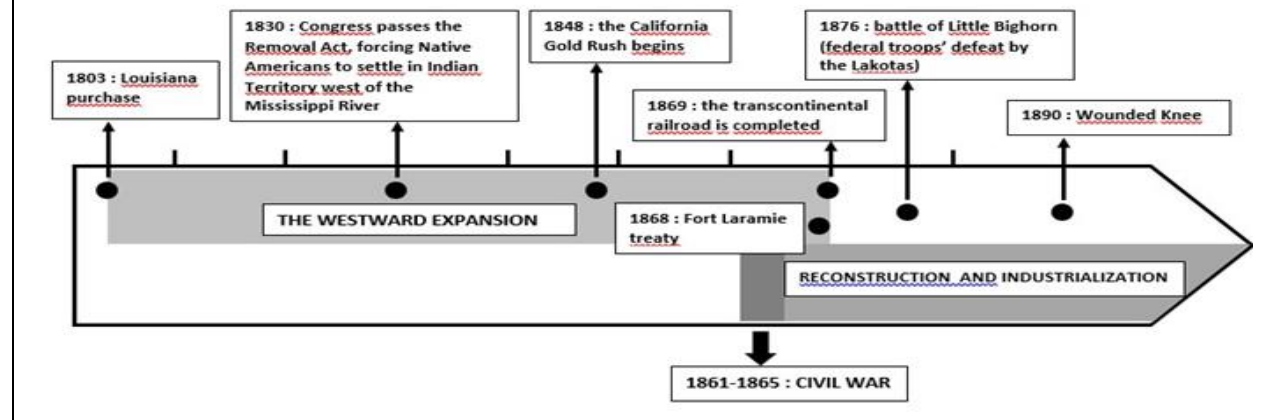 1803 : Louisiana
purchase
1830 : Congress passes the
Removal Act, forcing Native
Americans to settle in Indian
Territory west of the
Mississippi River
1848 : the California
Gold Rush begins
1876 : battle of Little Bighorn
(federal troops’ defeat by
the Lakotas)
1869 : the transcontinental
railroad is completed
1890 : Wounded Knee
THE WESTWARD EXPANSION
1868 : Fort Laramie
treaty
RECONSTRUCTION AND INDUSTRIALIZATION
1861-1865 : CIVIL WAR